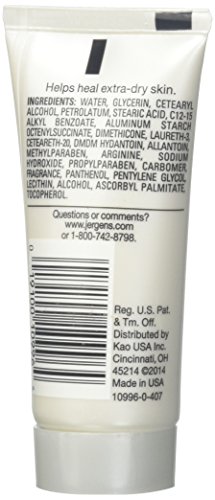 Helps heal extra-dry skin.
INGREDIENTS: WATER, GLYCERIN, CETEARYL
ALCOHOL, PETROLATUM, STEARIC ACID, C12-15
ALKYL BENZOATE, ALUMINUM STARCH
OCTENYLSUCCINATE, DIMETHICONE, LAURETH-3,
CETEARETH-20, DMDM HYDANTOIN, ALLANTOIN,
METHYLPARABEN, ARGININE, SODIUM
HYDROXIDE, PROPYLPARABEN, CARBOMER,
FRAGRANCE, PANTHENOL, PENTYLENE GLYCOL,
LECITHIN, ALCOHOL, ASCORBYL PALMITATE,
TOCOPHEROL.
Questions or comments?
www.jergens.com
or 1-800-742-8798.
Reg. U.S. Pat.
& Tm. Off.
Distributed by
Kao USA Inc.
Cincinnati, OH
45214 ©2014
Made in USA
10996-0-407